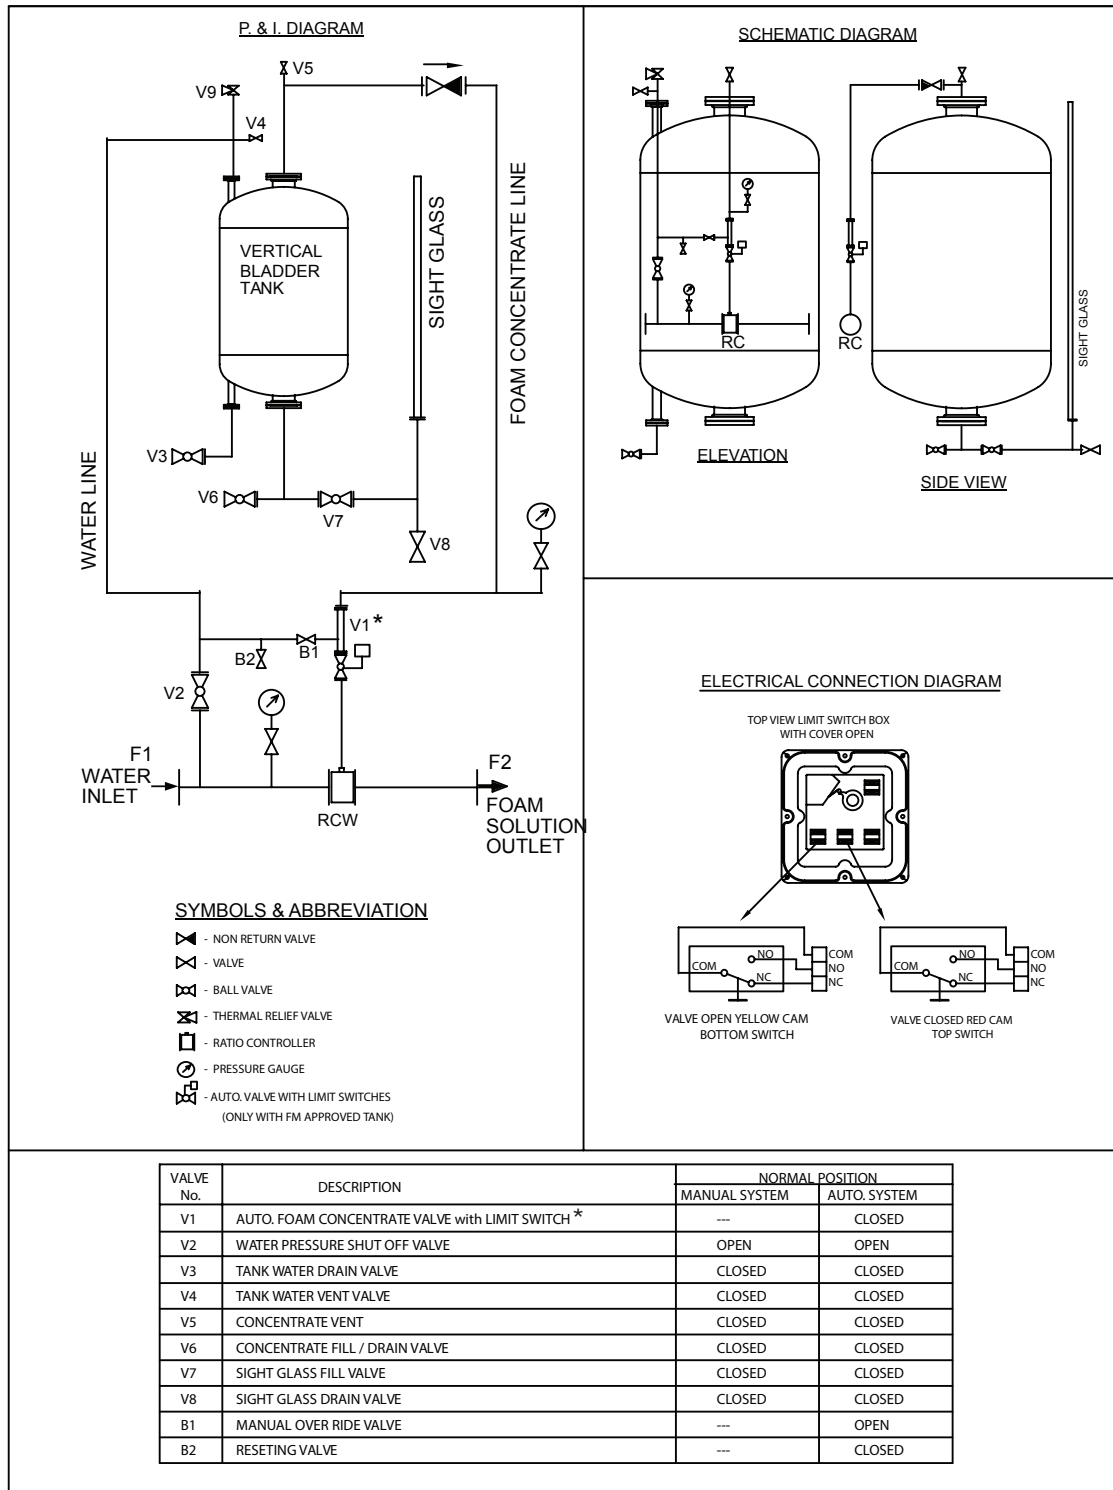 P. & I. DIAGRAM
V5
V9
V4
VERTICAL
BLADDER
TANK
SIGHT GLASS
FOAM CONCENTRATE LINE
WATER LINE
V3
V6
V7
V8
V1*
B1
B2
V2
F1
WATER
INLET
RCW
F2
FOAM
SOLUTION
OUTLET
SYMBOLS & ABBREVIATION
- NON RETURN VALVE
- VALVE
- BALL VALVE
- THERMAL RELIEF VALVE
- RATIO CONTROLLER
- PRESSURE GAUGE
- AUTO. VALVE WITH LIMIT SWITCHES
(ONLY WITH FM APPROVED TANK)
SCHEMATIC DIAGRAM
RC
RC
SIGHT GLASS
ELEVATION
SIDE VIEW
ELECTRICAL CONNECTION DIAGRAM
TOP VIEW LIMIT SWITCH BOX
WITH COVER OPEN
COM NO NC COM
NO
NC
VALVE OPEN YELLOW CAM
BOTTOM SWITCH
COM NO NC COM
NO
NC
VALVE CLOSED RED CAM
TOP SWITCH
VALVE No. DESCRIPTION NORMAL POSITION
MANUAL SYSTEM AUTO. SYSTEM
V1 AUTO. FOAM CONCENTRATE VALVE with LIMIT SWITCH * --- CLOSED
V2 WATER PRESSURE SHUT OFF VALVE OPEN OPEN
V3 TANK WATER DRAIN VALVE CLOSED CLOSED
V4 TANK WATER VENT VALVE CLOSED CLOSED
V5 CONCENTRATE VENT CLOSED CLOSED
V6 CONCENTRATE FILL / DRAIN VALVE CLOSED CLOSED
V7 SIGHT GLASS FILL VALVE CLOSED CLOSED
V8 SIGHT GLASS DRAIN VALVE CLOSED CLOSED
B1 MANUAL OVER RIDE VALVE --- OPEN
B2 RESETING VALVE --- CLOSED